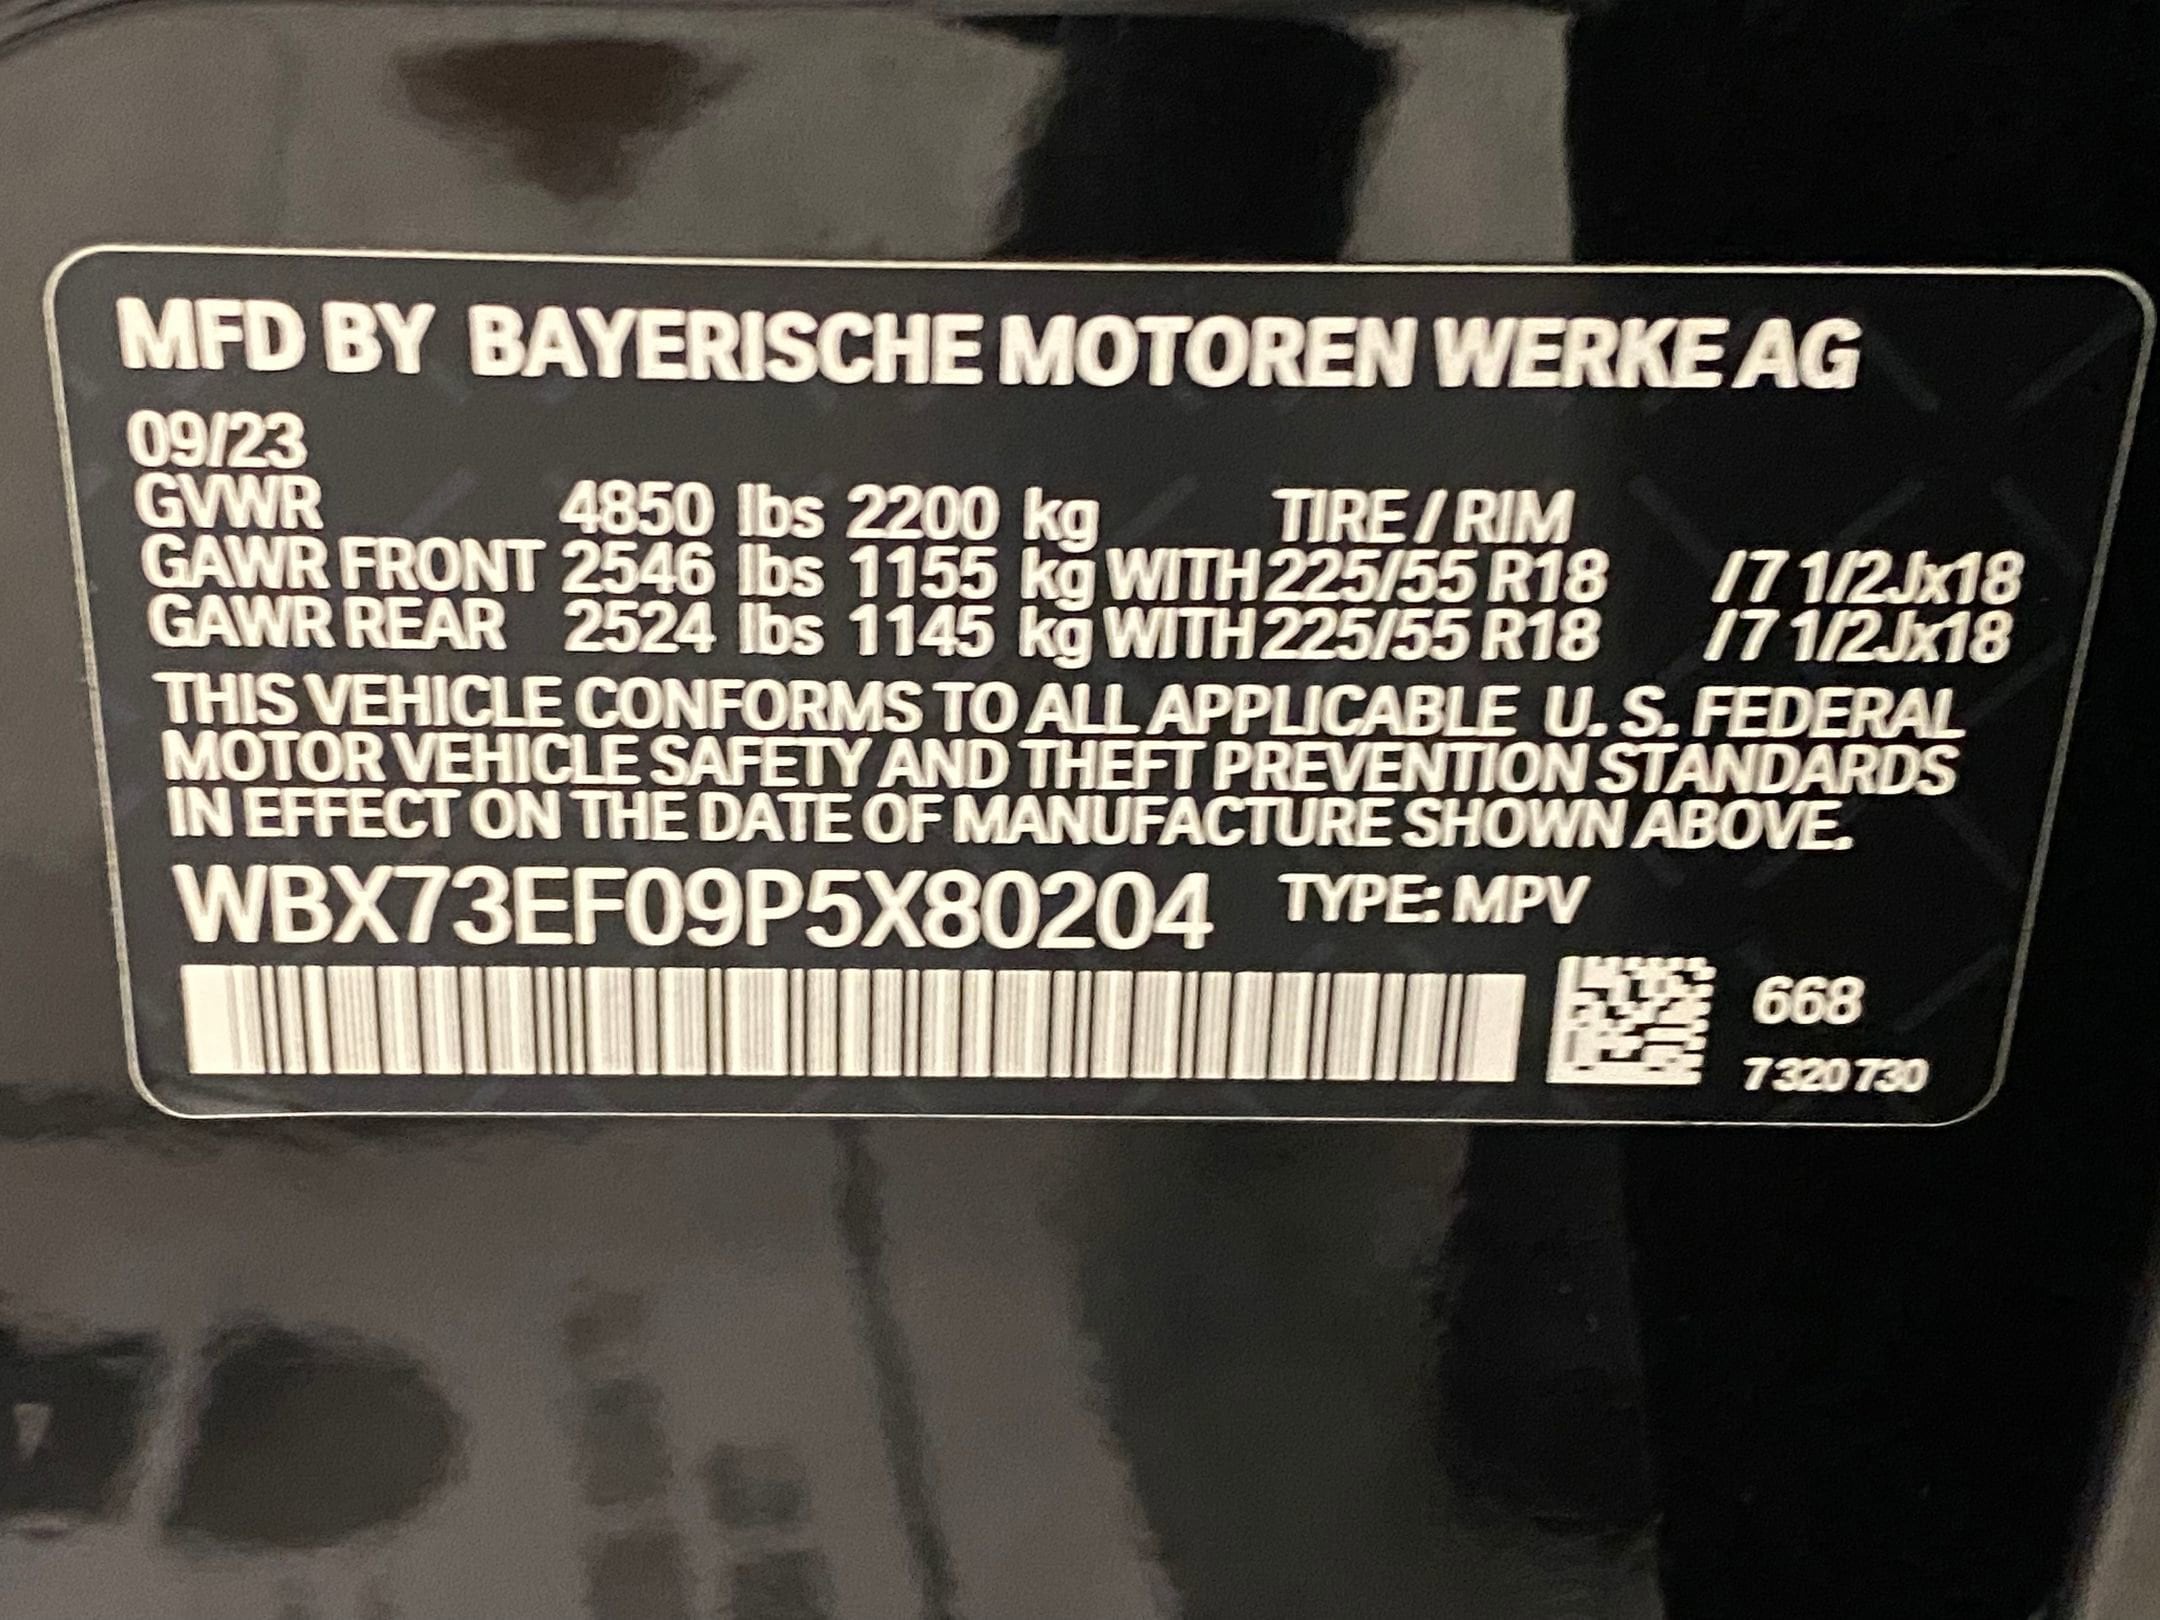 MFD BY BAYERISCHE MOTOREN WERKE AG
09/23
GVWR 4850 lbs 2200 kg TIRE / RIM
GAWR FRONT 2546 lbs 1155 kg WITH 225/55 R18 / 7 1/2Jx18
GAWR REAR 2524 lbs 1145 kg WITH 225/55 R18 / 7 1/2Jx18
THIS VEHICLE CONFORMS TO ALL APPLICABLE U. S. FEDERAL
MOTOR VEHICLE SAFETY AND THEFT PREVENTION STANDARDS
IN EFFECT ON THE DATE OF MANUFACTURE SHOWN ABOVE.
WBX73EF09P5X80204 TYPE: MPV
668
7 320 730